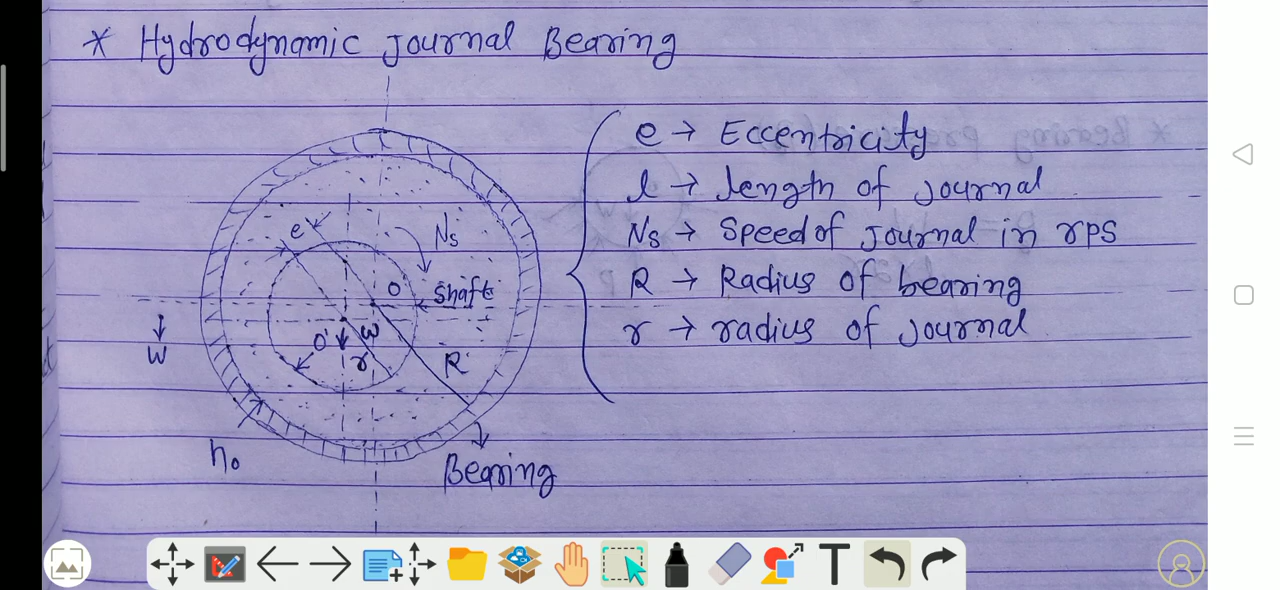 * Hydrodynamic Journal Bearing
e → Eccentricity
l → length of Journal
Ns → Speed of Journal in rps
R → Radius of bearing
r → radius of Journal
e
Ns
O
Shaft
W
O'
W
r
R
h₀
Bearing
T